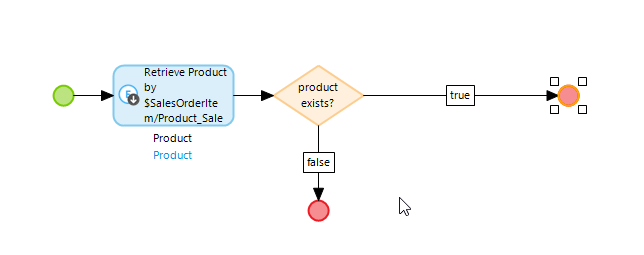 Retrieve Product
by
$SalesOrderIte
m/Product_Sale
Product
Product
product
exists?
true
false